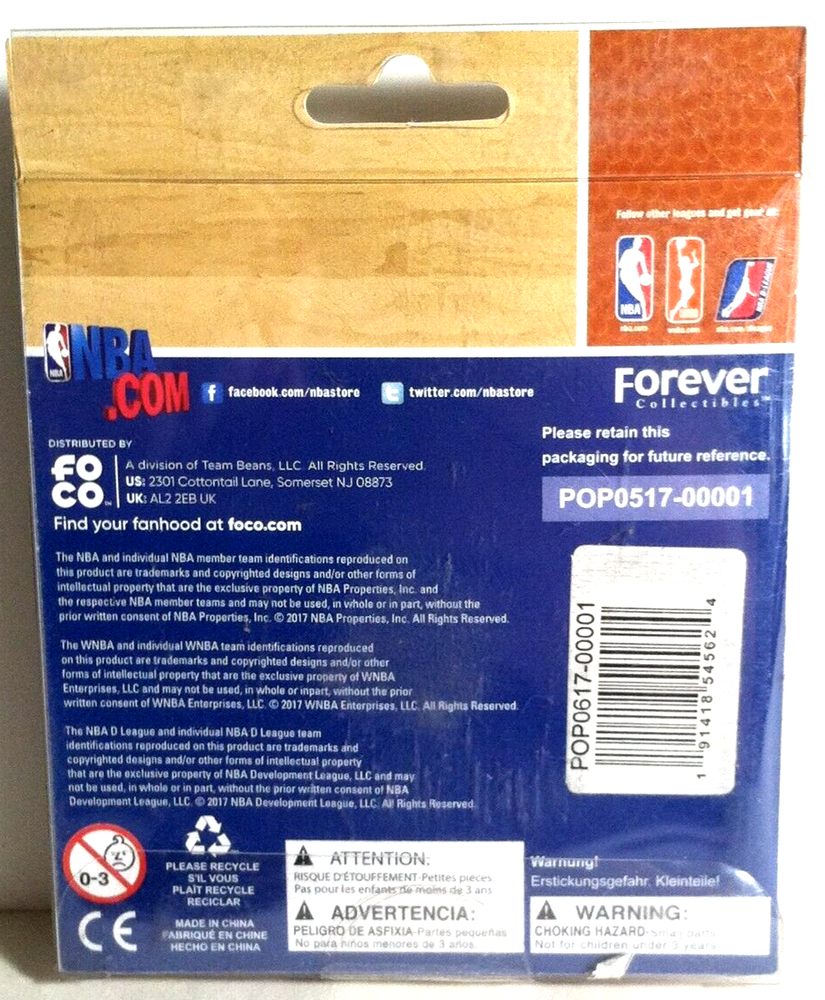 Follow other leagues and get gear at:
NBA
nba.com
wnba.com
NBA
NBA
.COM
facebook.com/nbastore
twitter.com/nbastore
Forever
Collectibles™
Please retain this
packaging for future reference.
POP0517-00001
DISTRIBUTED BY
FO
CO™
A division of Team Beans, LLC All Rights Reserved
US: 2301 Cottontail Lane, Somerset NJ 08873
UK: AL2 2EB UK
Find your fanhood at foco.com
The NBA and individual NBA member team identifications reproduced on
this product are trademarks and copyrighted designs and/or other forms of
intellectual property that are the exclusive property of NBA Properties, Inc. and
the respective NBA member teams and may not be used, in whole or in part, without the
prior written consent of NBA Properties, Inc. © 2017 NBA Properties, Inc. All Rights Reserved.
The WNBA and individual WNBA team identifications reproduced
on this product are trademarks and copyrighted designs and/or other
forms of intellectual property that are the exclusive property of WNBA
Enterprises, LLC and may not be used, in whole or inpart, without the prior
written consent of WNBA Enterprises, LLC. © 2017 WNBA Enterprises, LLC. All Rights Reserved.
The NBA D League and individual NBA D League team
identifications reproduced on this product are trademarks and
copyrighted designs and/or other forms of intellectual property
that are the exclusive property of NBA Development League, LLC and may
not be used, in whole or in part, without the prior written consent of NBA
Development League, LLC. © 2017 NBA Development League, LLC. All Rights Reserved
POP0617-00001
1 91418 54562 4
0-3
CE
PLEASE RECYCLE
S'IL VOUS
PLAÎT RECYCLE
RECICLAR
MADE IN CHINA
FABRIQUÉ EN CHINE
HECHO EN CHINA
ATTENTION:
RISQUE D'ÉTOUFFEMENT-Petites pièces
Pas pour les enfants de moins de 3 ans
ADVERTENCIA:
PELIGRO DE ASFIXIA-Partes pequeñas
No para niños menores de 3 años.
Warnung!
Erstickungsgefahr. Kleinteile!
WARNING:
CHOKING HAZARD-Small parts
Not for children under 3 years